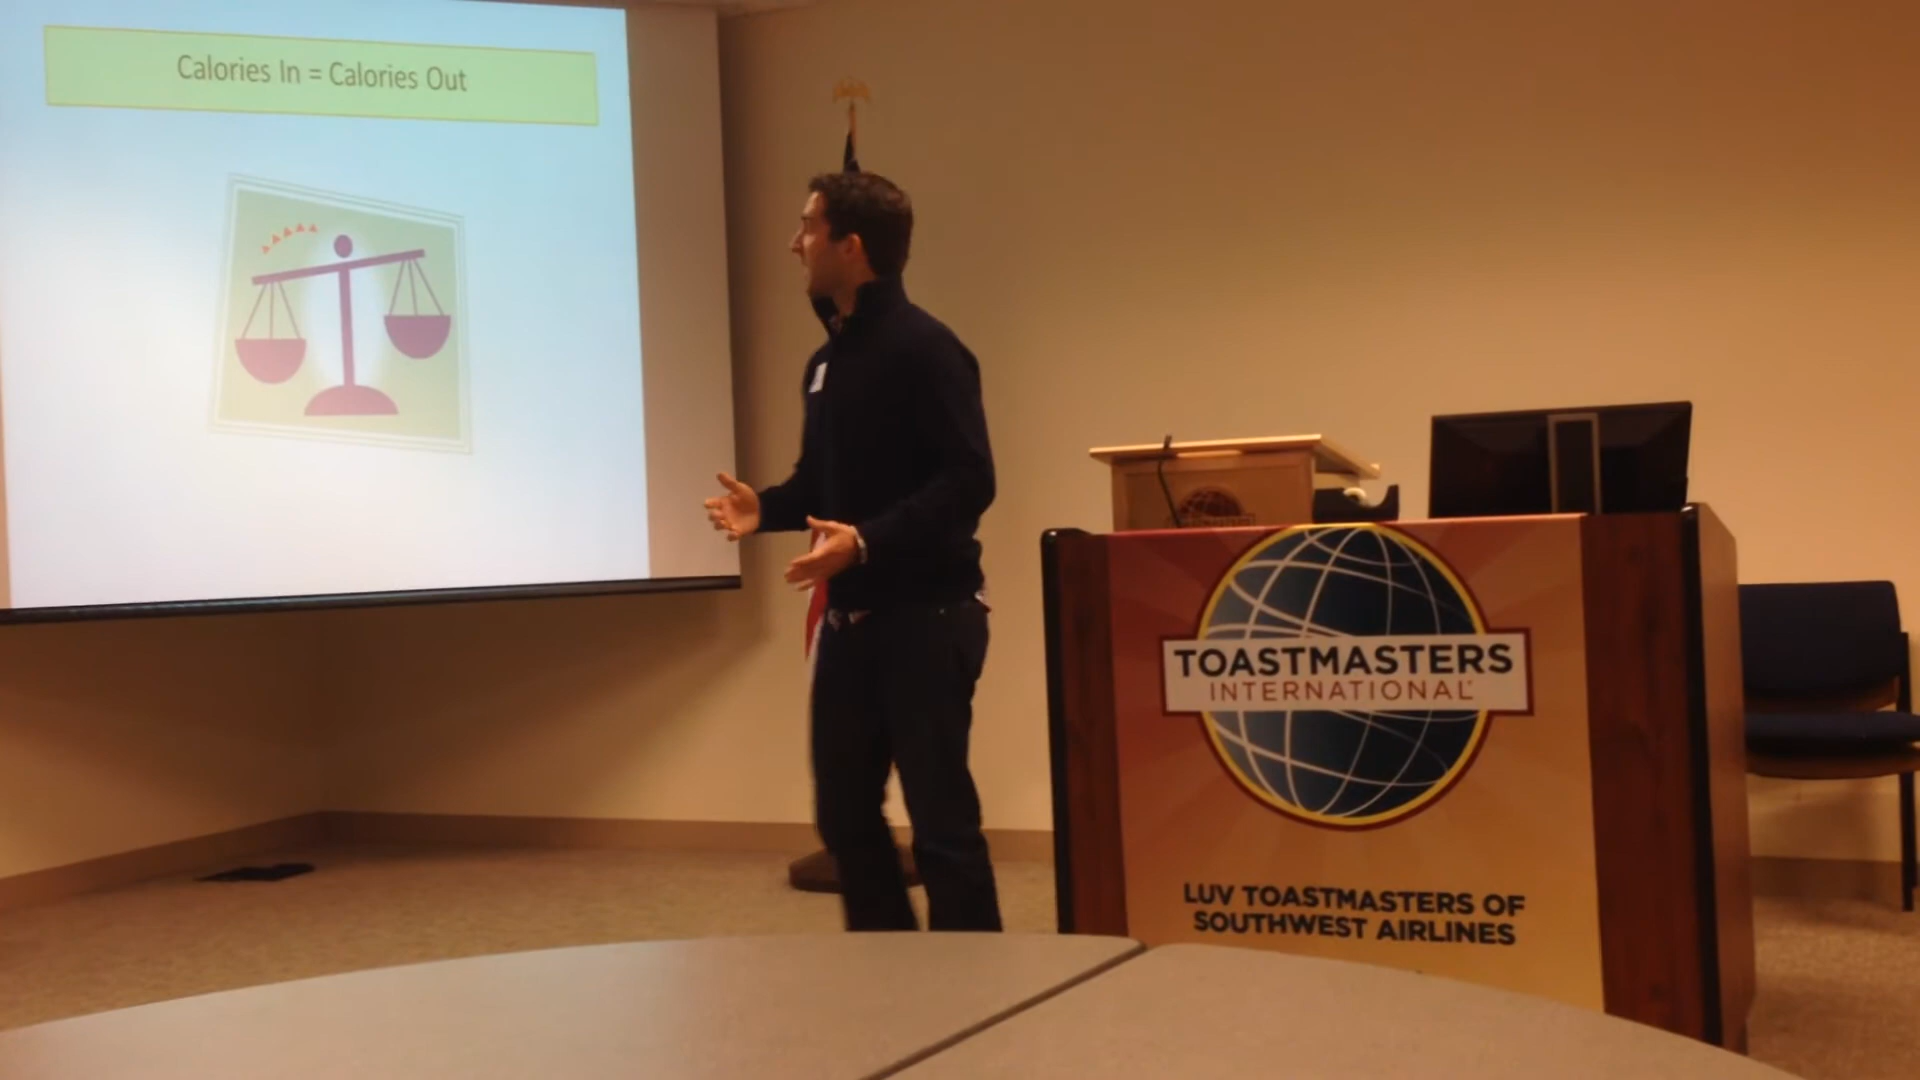 Calories In = Calories Out
TOASTMASTERS
INTERNATIONAL
LUV TOASTMASTERS OF
SOUTHWEST AIRLINES